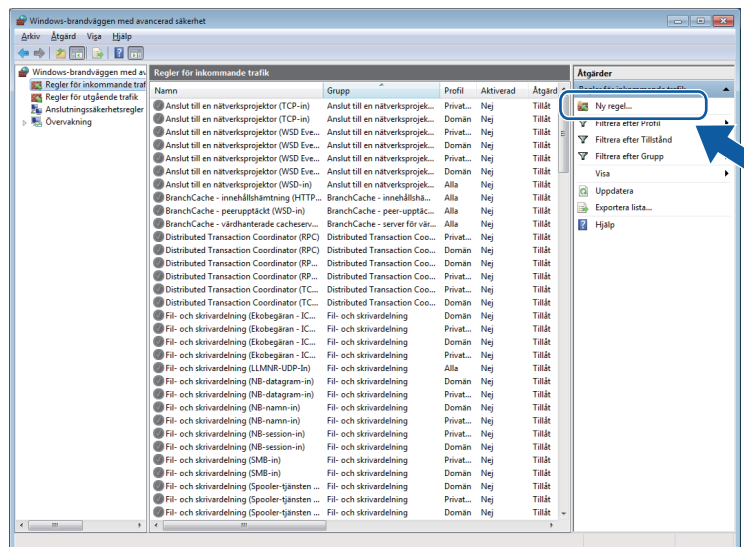 Windows-brandväggen med avancerad säkerhet
Arkiv Åtgärd Visa Hjälp
Windows-brandväggen med av
Regler för inkommande traf
Regler för utgående trafik
Anslutningssäkerhetsregler
Övervakning
Regler för inkommande trafik
Namn Grupp Profil Aktiverad Åtgärd
Anslut till en nätverksprojektor (TCP-in) Anslut till en nätverksprojek... Privat... Nej Tillåt
Anslut till en nätverksprojektor (TCP-in) Anslut till en nätverksprojek... Domän Nej Tillåt
Anslut till en nätverksprojektor (WSD Eve... Anslut till en nätverksprojek... Privat... Nej Tillåt
Anslut till en nätverksprojektor (WSD Eve... Anslut till en nätverksprojek... Domän Nej Tillåt
Anslut till en nätverksprojektor (WSD Eve... Anslut till en nätverksprojek... Privat... Nej Tillåt
Anslut till en nätverksprojektor (WSD Eve... Anslut till en nätverksprojek... Domän Nej Tillåt
Anslut till en nätverksprojektor (WSD-in) Anslut till en nätverksprojek... Alla Nej Tillåt
BranchCache - innehållshämtning (HTTP... BranchCache - innehållshä... Alla Nej Tillåt
BranchCache - peerupptäckt (WSD-in) BranchCache - peer-upptäc... Alla Nej Tillåt
BranchCache - värdhanterade cacheserv... BranchCache - server för vär... Alla Nej Tillåt
Distributed Transaction Coordinator (RPC) Distributed Transaction Coo... Privat... Nej Tillåt
Distributed Transaction Coordinator (RPC) Distributed Transaction Coo... Domän Nej Tillåt
Distributed Transaction Coordinator (RP... Distributed Transaction Coo... Domän Nej Tillåt
Distributed Transaction Coordinator (RP... Distributed Transaction Coo... Privat... Nej Tillåt
Distributed Transaction Coordinator (TC... Distributed Transaction Coo... Privat... Nej Tillåt
Distributed Transaction Coordinator (TC... Distributed Transaction Coo... Domän Nej Tillåt
Fil- och skrivardelning (Ekobegäran - IC... Fil- och skrivardelning Domän Nej Tillåt
Fil- och skrivardelning (Ekobegäran - IC... Fil- och skrivardelning Privat... Nej Tillåt
Fil- och skrivardelning (Ekobegäran - IC... Fil- och skrivardelning Domän Nej Tillåt
Fil- och skrivardelning (Ekobegäran - IC... Fil- och skrivardelning Privat... Nej Tillåt
Fil- och skrivardelning (LLMNR-UDP-In) Fil- och skrivardelning Alla Nej Tillåt
Fil- och skrivardelning (NB-datagram-in) Fil- och skrivardelning Domän Nej Tillåt
Fil- och skrivardelning (NB-datagram-in) Fil- och skrivardelning Privat... Nej Tillåt
Fil- och skrivardelning (NB-namn-in) Fil- och skrivardelning Domän Nej Tillåt
Fil- och skrivardelning (NB-namn-in) Fil- och skrivardelning Privat... Nej Tillåt
Fil- och skrivardelning (NB-session-in) Fil- och skrivardelning Privat... Nej Tillåt
Fil- och skrivardelning (NB-session-in) Fil- och skrivardelning Domän Nej Tillåt
Fil- och skrivardelning (SMB-in) Fil- och skrivardelning Privat... Nej Tillåt
Fil- och skrivardelning (SMB-in) Fil- och skrivardelning Domän Nej Tillåt
Fil- och skrivardelning (Spooler-tjänsten ... Fil- och skrivardelning Domän Nej Tillåt
Fil- och skrivardelning (Spooler-tjänsten ... Fil- och skrivardelning Privat... Nej Tillåt
Fil- och skrivardelning (Spooler-tjänsten ... Fil- och skrivardelning Domän Nej Tillåt
Åtgärder
Regler för inkommande trafik
Ny regel...
Filtrera efter Profil
Filtrera efter Tillstånd
Filtrera efter Grupp
Visa
Uppdatera
Exportera lista...
Hjälp